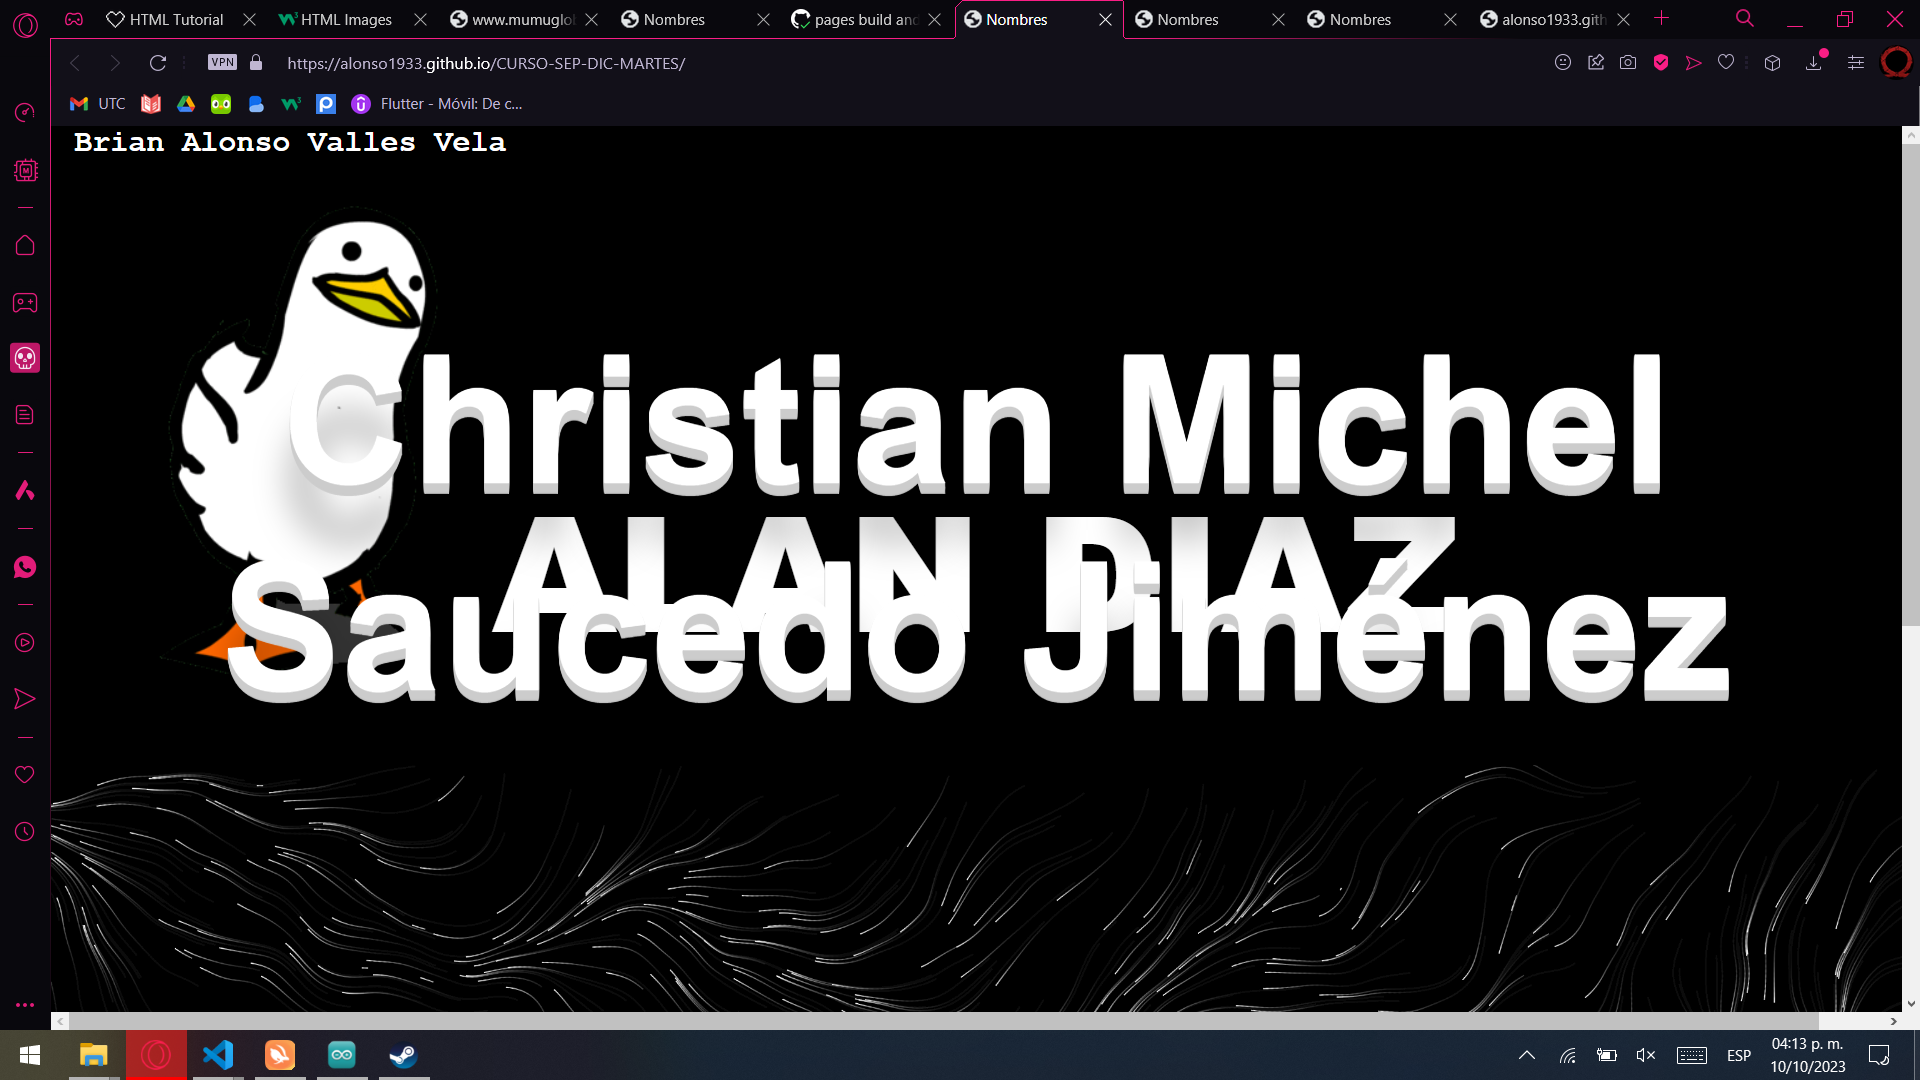 HTML Tutorial
HTML Images
www.mumuglo
Nombres
pages build and
Nombres
Nombres
Nombres
alonso1933.gith
VPN
https://alonso1933.github.io/CURSO-SEP-DIC-MARTES/
UTC
Flutter - Móvil: De c...
Brian Alonso Valles Vela
Christian Michel
ALAN DIAZ
Saucedo Jiménez
ESP
04:13 p. m.
10/10/2023